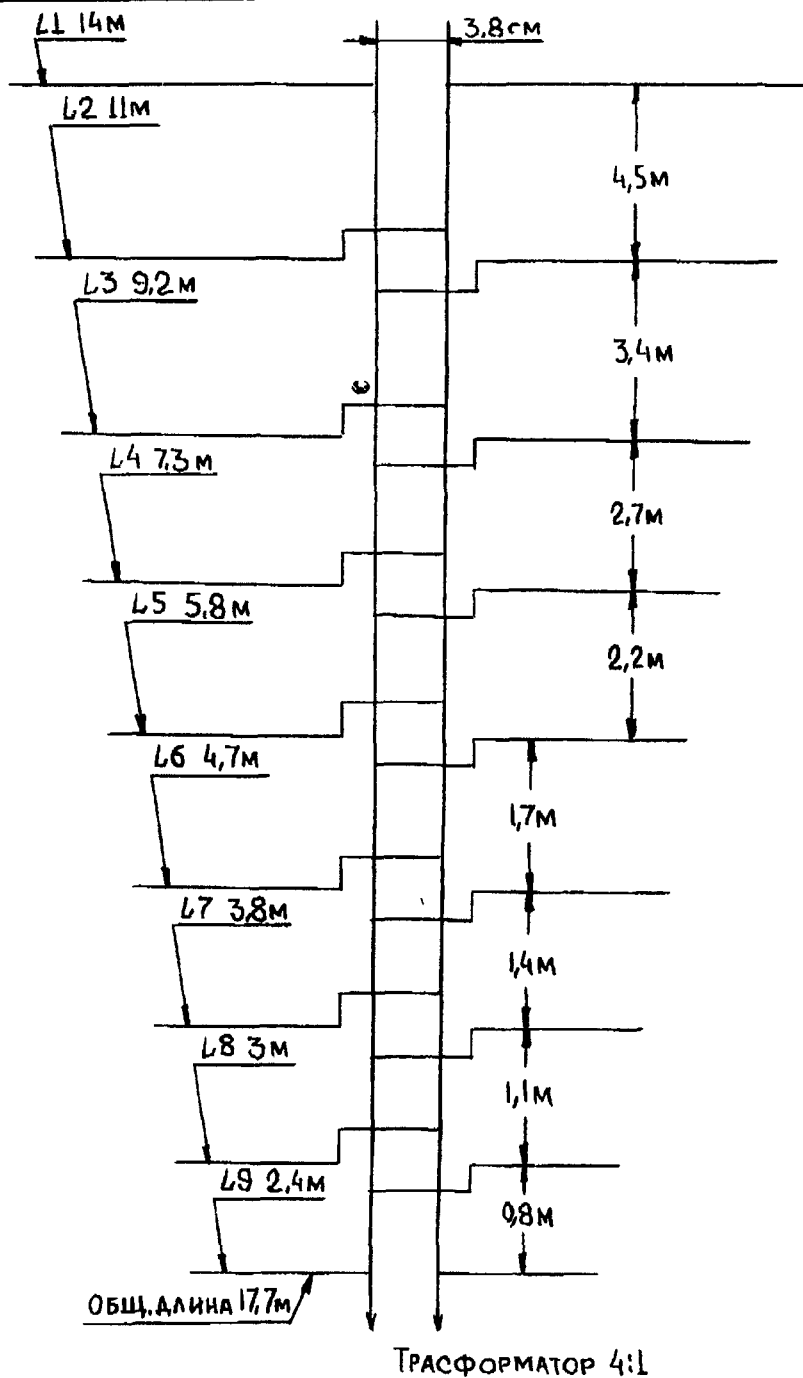 L1 14м
3,8см
L2 11м
4,5м
L3 9,2м
3,4м
L4 7,3м
2,7м
L5 5,8м
2,2м
L6 4,7м
1,7м
L7 3,8м
1,4м
L8 3м
1,1м
L9 2,4м
0,8м
ОБЩ.ДЛИНА 17,7м
ТРАСФОРМАТОР 4:1